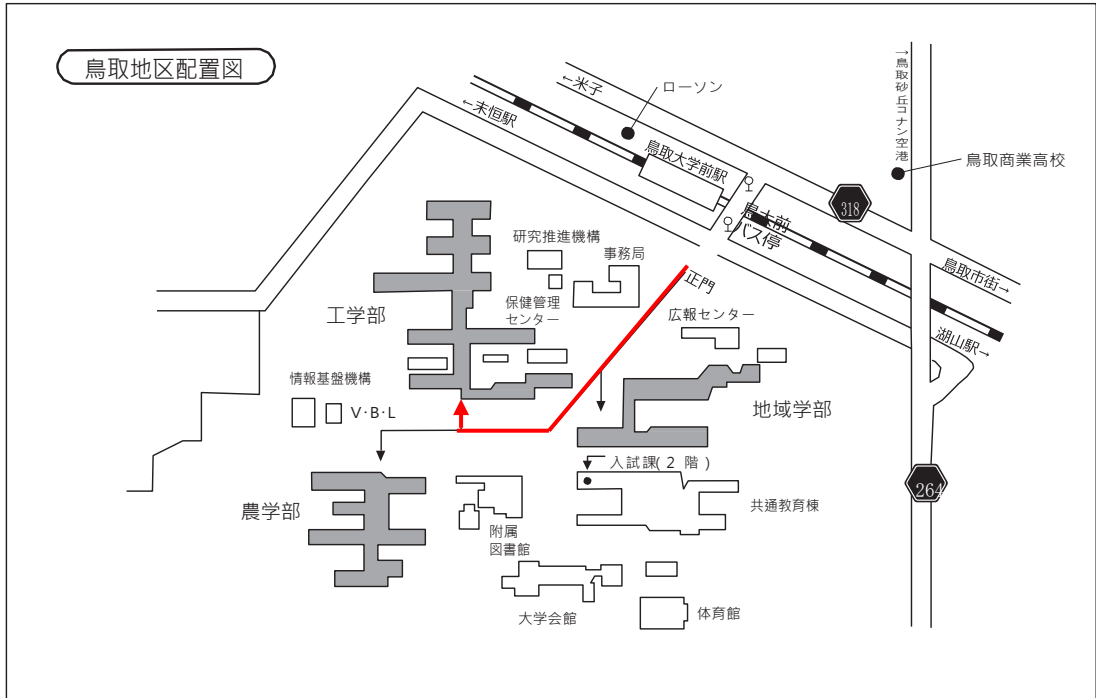 鳥取地区配置図
←米子
ローソン
←末恒駅
鳥取大学前駅
→鳥取砂丘コナン空港
鳥取商業高校
318
鳥大前
バス停
鳥取市街→
湖山駅→
264
研究推進機構
事務局
正門
保健管理
センター
広報センター
工学部
情報基盤機構
V・B・L
地域学部
入試課(２階)
共通教育棟
農学部
附属
図書館
大学会館
体育館